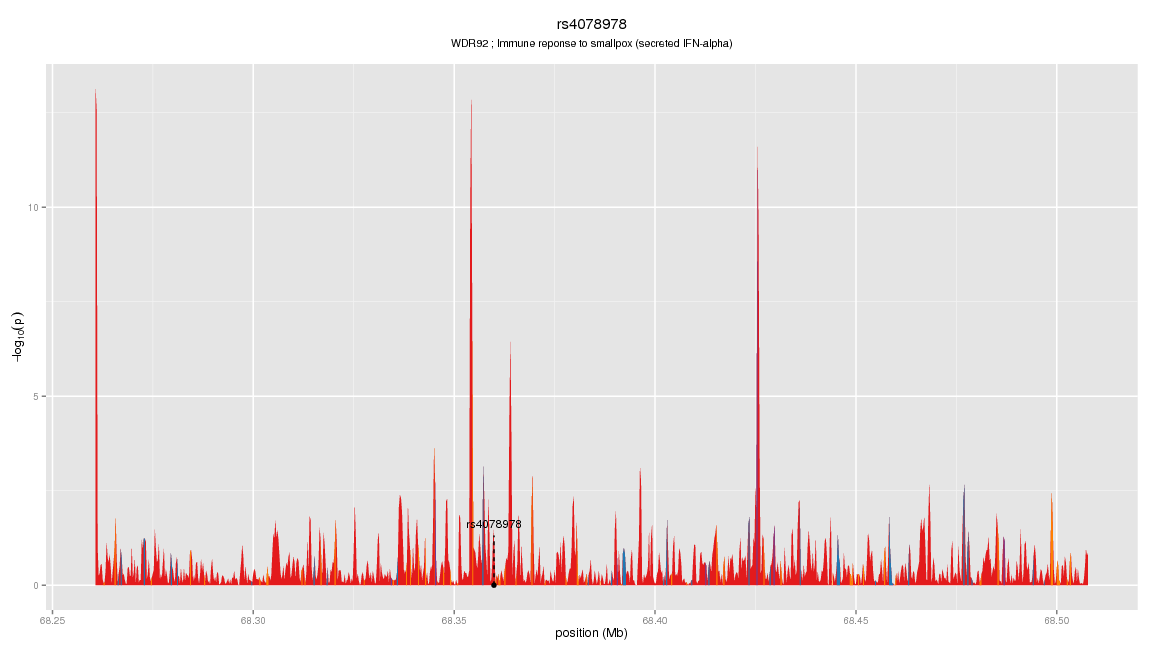 rs4078978
WDR92 ; Immune reponse to smallpox (secreted IFN-alpha)
10
5
0
−log10(p)
rs4078978
68.25 68.30 68.35 68.40 68.45 68.50
position (Mb)